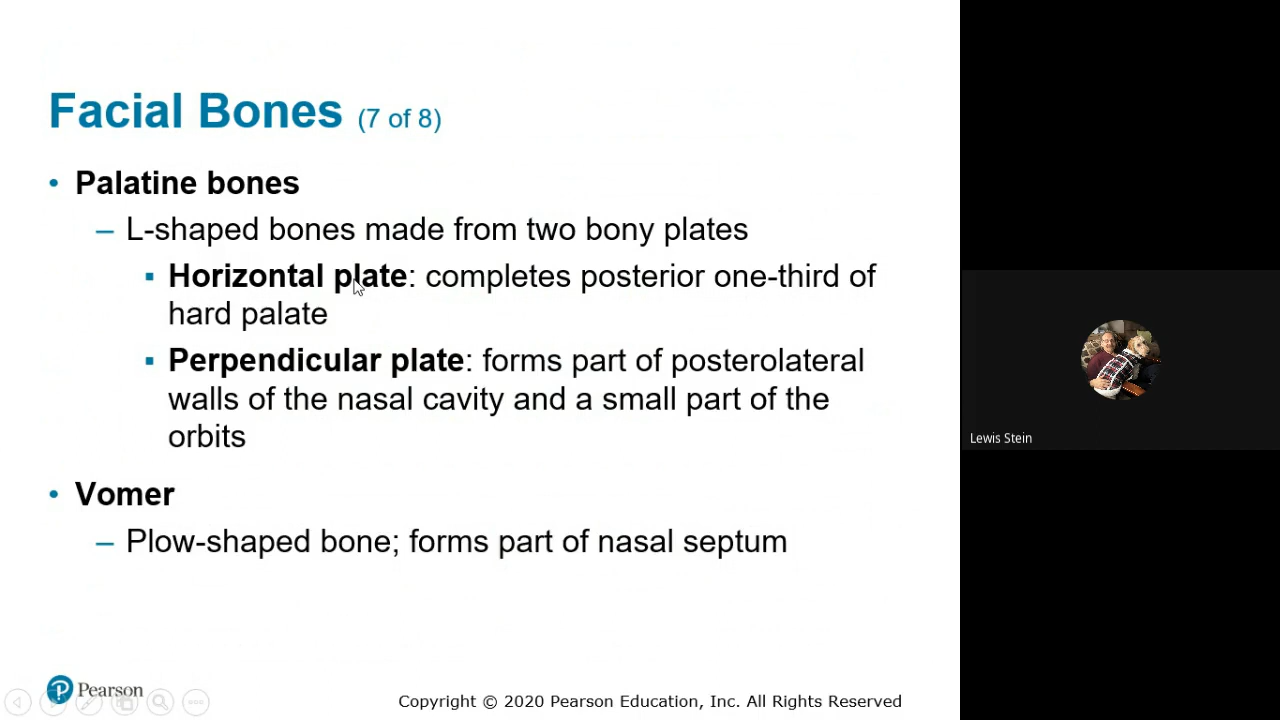 Facial Bones (7 of 8)
• Palatine bones
– L-shaped bones made from two bony plates
▪ Horizontal plate: completes posterior one-third of
hard palate
▪ Perpendicular plate: forms part of posterolateral
walls of the nasal cavity and a small part of the
orbits
• Vomer
– Plow-shaped bone; forms part of nasal septum
Lewis Stein
P Pearson
Copyright © 2020 Pearson Education, Inc. All Rights Reserved